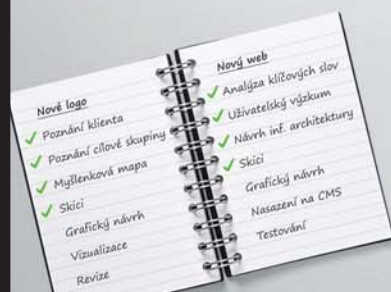 Nové logo
Poznání klienta
Poznání cílové skupiny
Myšlenková mapa
Skici
Grafický návrh
Vizualizace
Revize
Nový web
Analýza klíčových slov
Uživatelský výzkum
Návrh inf. architektury
Skici
Grafický návrh
Nasazení na CMS
Testování